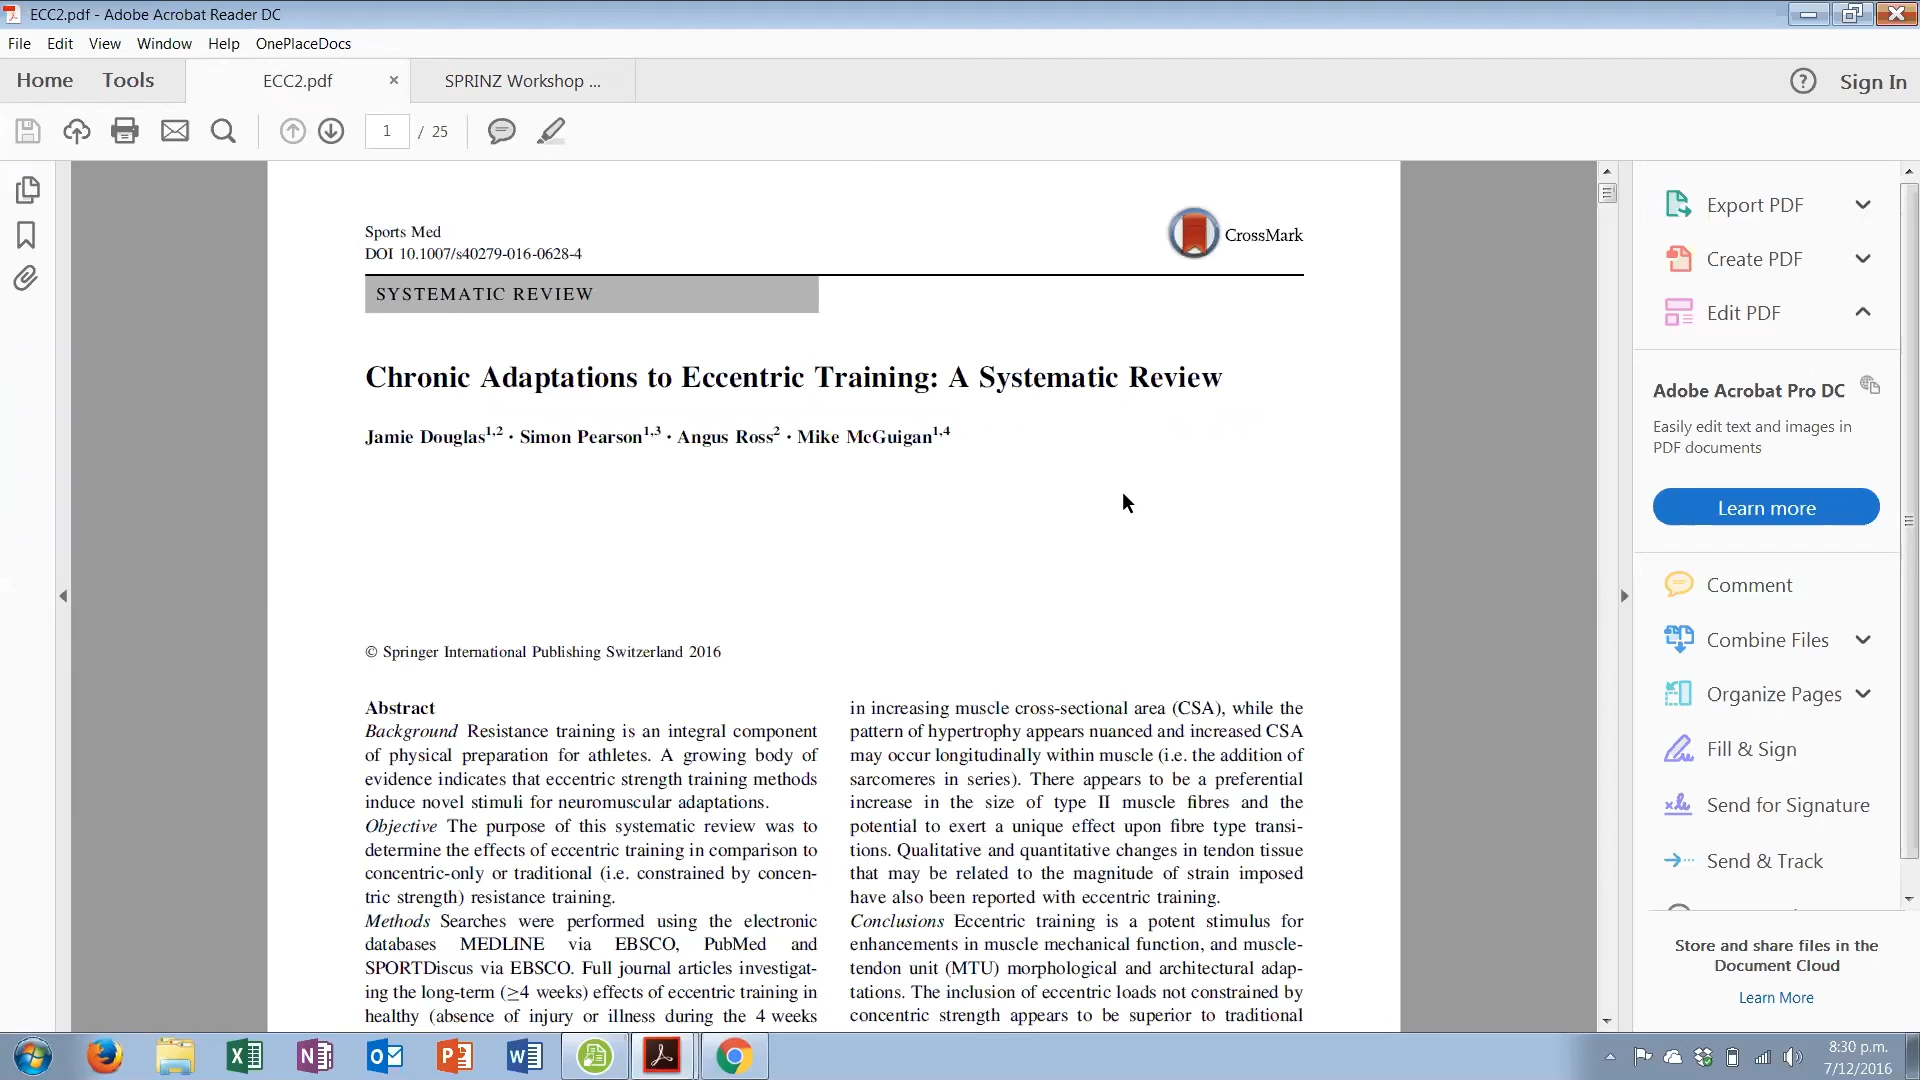 ECC2.pdf - Adobe Acrobat Reader DC
File Edit View Window Help OnePlaceDocs
Home Tools ECC2.pdf × SPRINZ Workshop ... Sign In
1 / 25
Sports Med
DOI 10.1007/s40279-016-0628-4
CrossMark
SYSTEMATIC REVIEW
Chronic Adaptations to Eccentric Training: A Systematic Review
Jamie Douglas1,2 · Simon Pearson1,3 · Angus Ross2 · Mike McGuigan1,4
© Springer International Publishing Switzerland 2016
Abstract
Background Resistance training is an integral component
of physical preparation for athletes. A growing body of
evidence indicates that eccentric strength training methods
induce novel stimuli for neuromuscular adaptations.
Objective The purpose of this systematic review was to
determine the effects of eccentric training in comparison to
concentric-only or traditional (i.e. constrained by concen-
tric strength) resistance training.
Methods Searches were performed using the electronic
databases MEDLINE via EBSCO, PubMed and
SPORTDiscus via EBSCO. Full journal articles investigat-
ing the long-term (≥4 weeks) effects of eccentric training in
healthy (absence of injury or illness during the 4 weeks
in increasing muscle cross-sectional area (CSA), while the
pattern of hypertrophy appears nuanced and increased CSA
may occur longitudinally within muscle (i.e. the addition of
sarcomeres in series). There appears to be a preferential
increase in the size of type II muscle fibres and the
potential to exert a unique effect upon fibre type transi-
tions. Qualitative and quantitative changes in tendon tissue
that may be related to the magnitude of strain imposed
have also been reported with eccentric training.
Conclusions Eccentric training is a potent stimulus for
enhancements in muscle mechanical function, and muscle-
tendon unit (MTU) morphological and architectural adap-
tations. The inclusion of eccentric loads not constrained by
concentric strength appears to be superior to traditional
Export PDF
Create PDF
Edit PDF
Adobe Acrobat Pro DC
Easily edit text and images in
PDF documents
Learn more
Comment
Combine Files
Organize Pages
Fill & Sign
Send for Signature
Send & Track
Store and share files in the
Document Cloud
Learn More
8:30 p.m.
7/12/2016